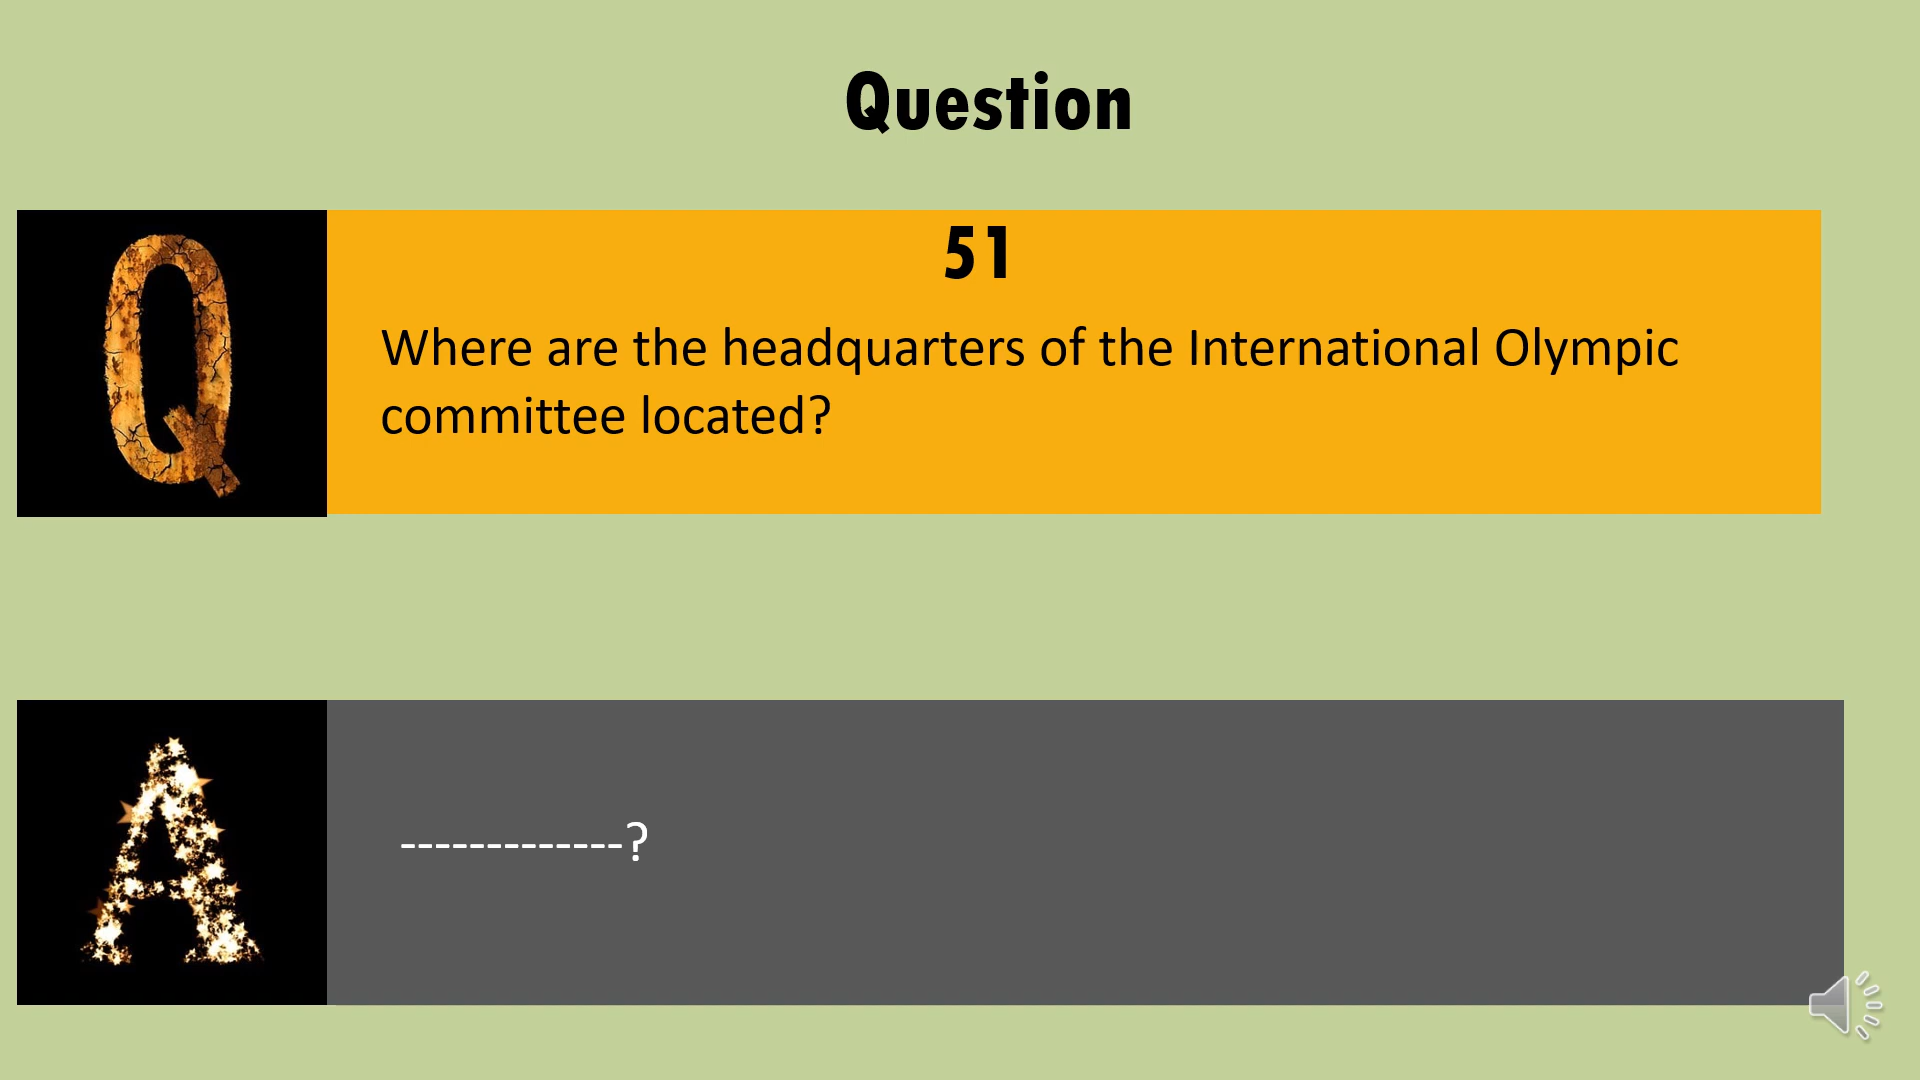 Question
51
Q
Where are the headquarters of the International Olympic
committee located?
A
-------------?